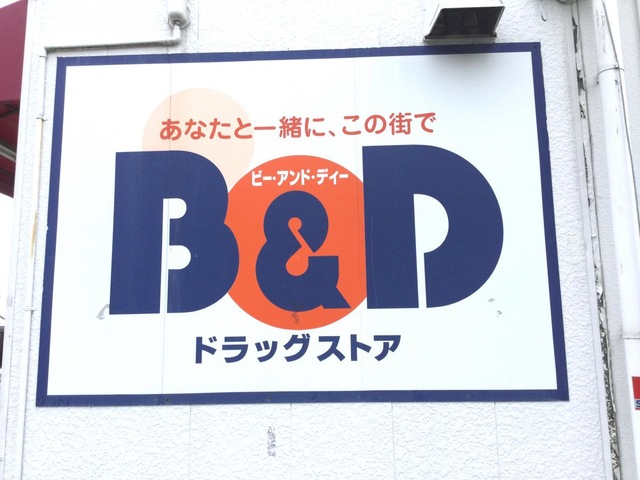 あなたと一緒に、この街で
ビー・アンド・ディー
B&D
ドラッグストア